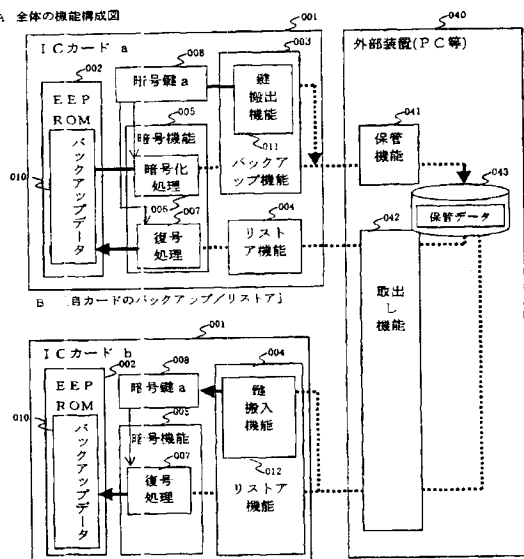 A 全体の機能構成図
001
ICカード a
002
EEP
ROM
バックアップデータ
010
008
暗号鍵a
005
暗号機能
暗号化
処理
006
007
復号
処理
003
鍵
搬出
機能
011
バックアップ機能
004
リスト
ア機能
040
外部装置(PC等)
041
保管
機能
043
保管データ
042
取出し
機能
B [自カードのバックアップ/リストア]
001
ICカード b
002
EEP
ROM
バックアップデータ
010
008
暗号鍵a
005
暗号機能
007
復号
処理
004
鍵
搬入
機能
012
リストア機能